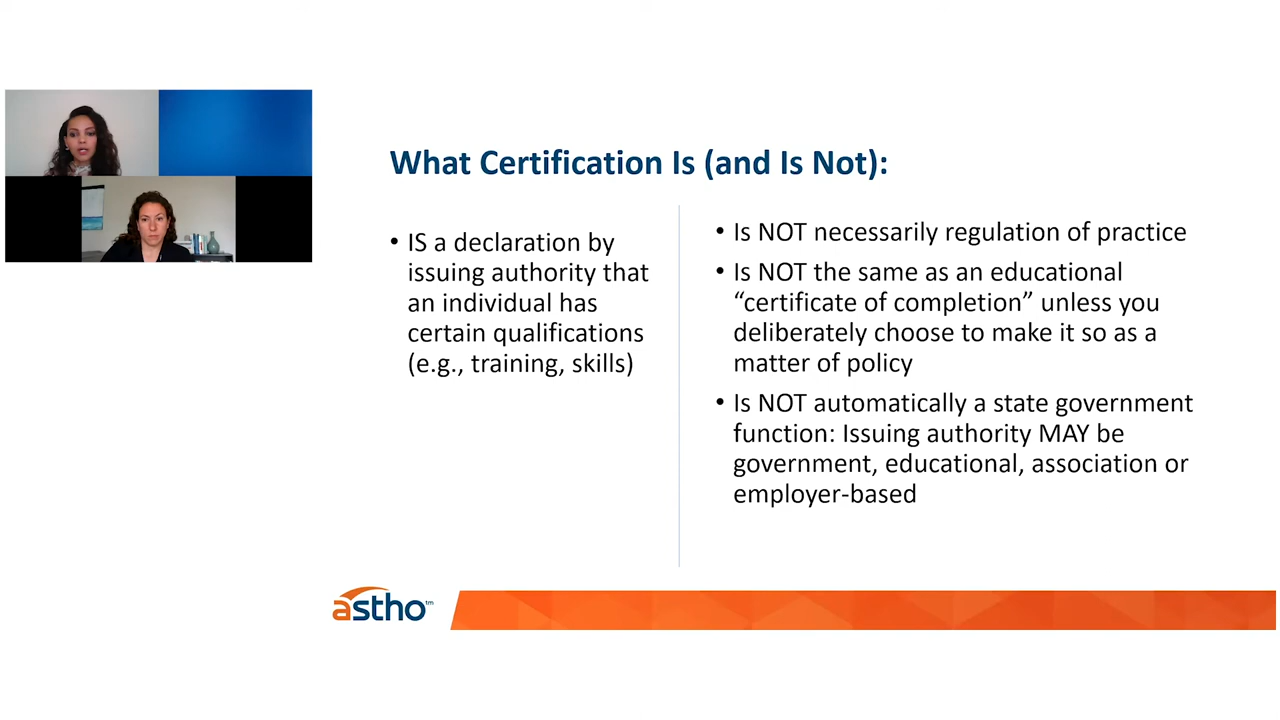 What Certification Is (and Is Not):
• IS a declaration by
issuing authority that
an individual has
certain qualifications
(e.g., training, skills)
• Is NOT necessarily regulation of practice
• Is NOT the same as an educational
“certificate of completion” unless you
deliberately choose to make it so as a
matter of policy
• Is NOT automatically a state government
function: Issuing authority MAY be
government, educational, association or
employer-based
astho™